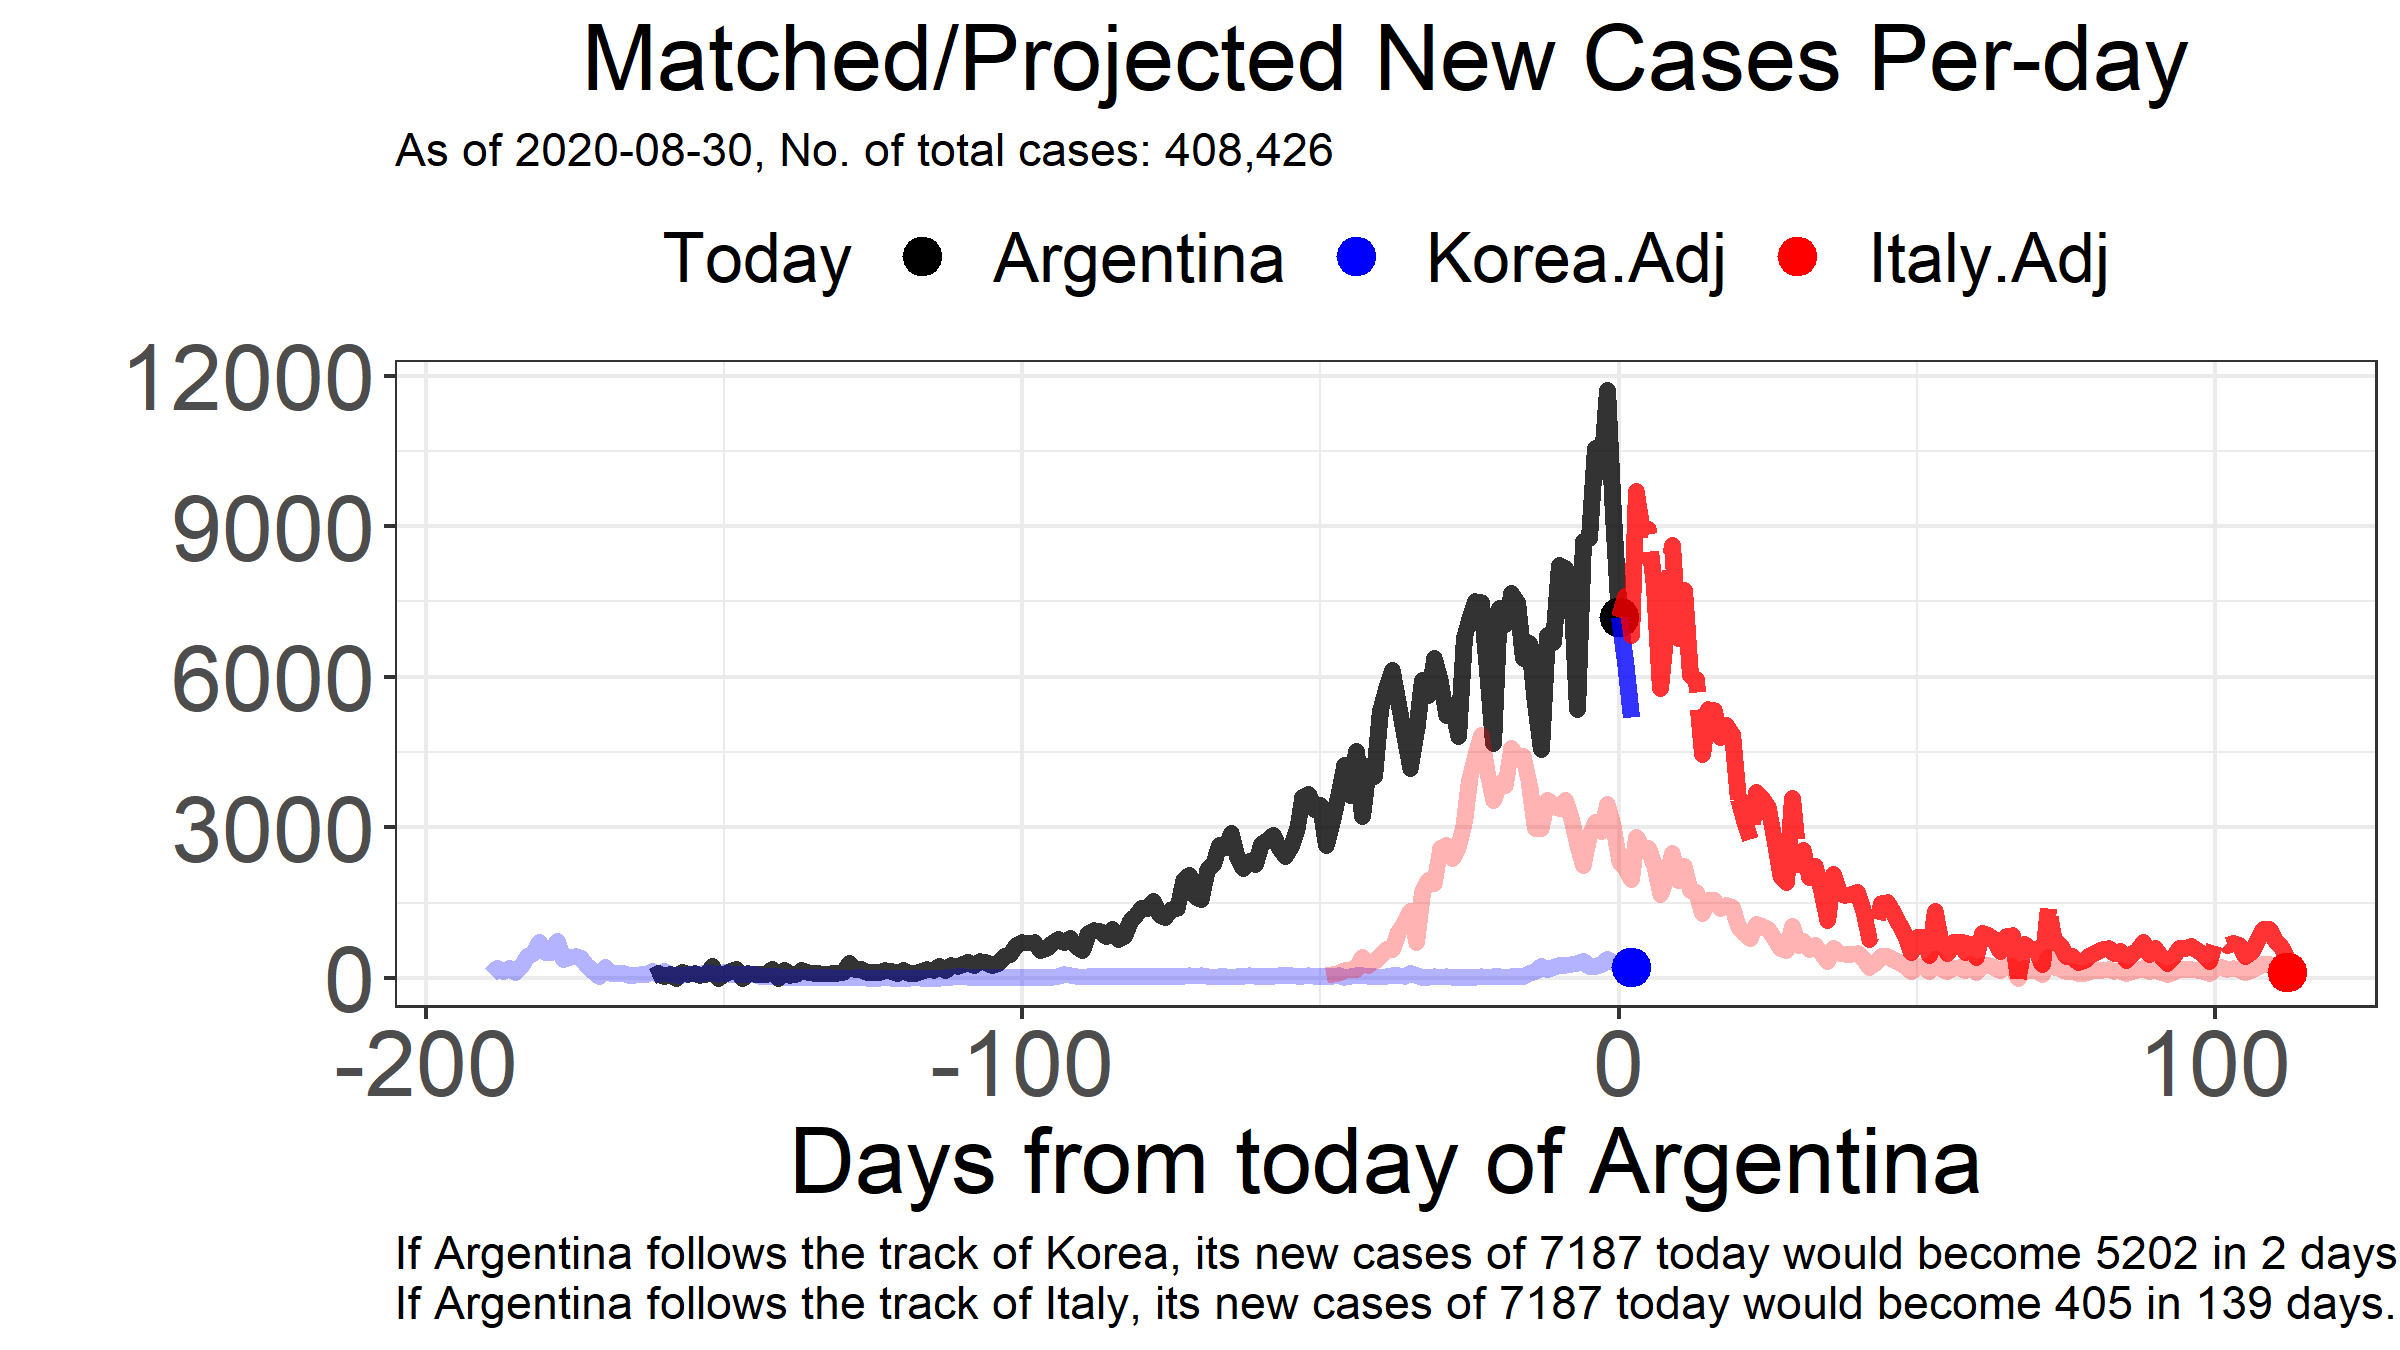 Matched/Projected New Cases Per-day
As of 2020-08-30, No. of total cases: 408,426
Today Argentina Korea.Adj Italy.Adj
12000
9000
6000
3000
0
-200 -100 0 100
Days from today of Argentina
If Argentina follows the track of Korea, its new cases of 7187 today would become 5202 in 2 days
If Argentina follows the track of Italy, its new cases of 7187 today would become 405 in 139 days.